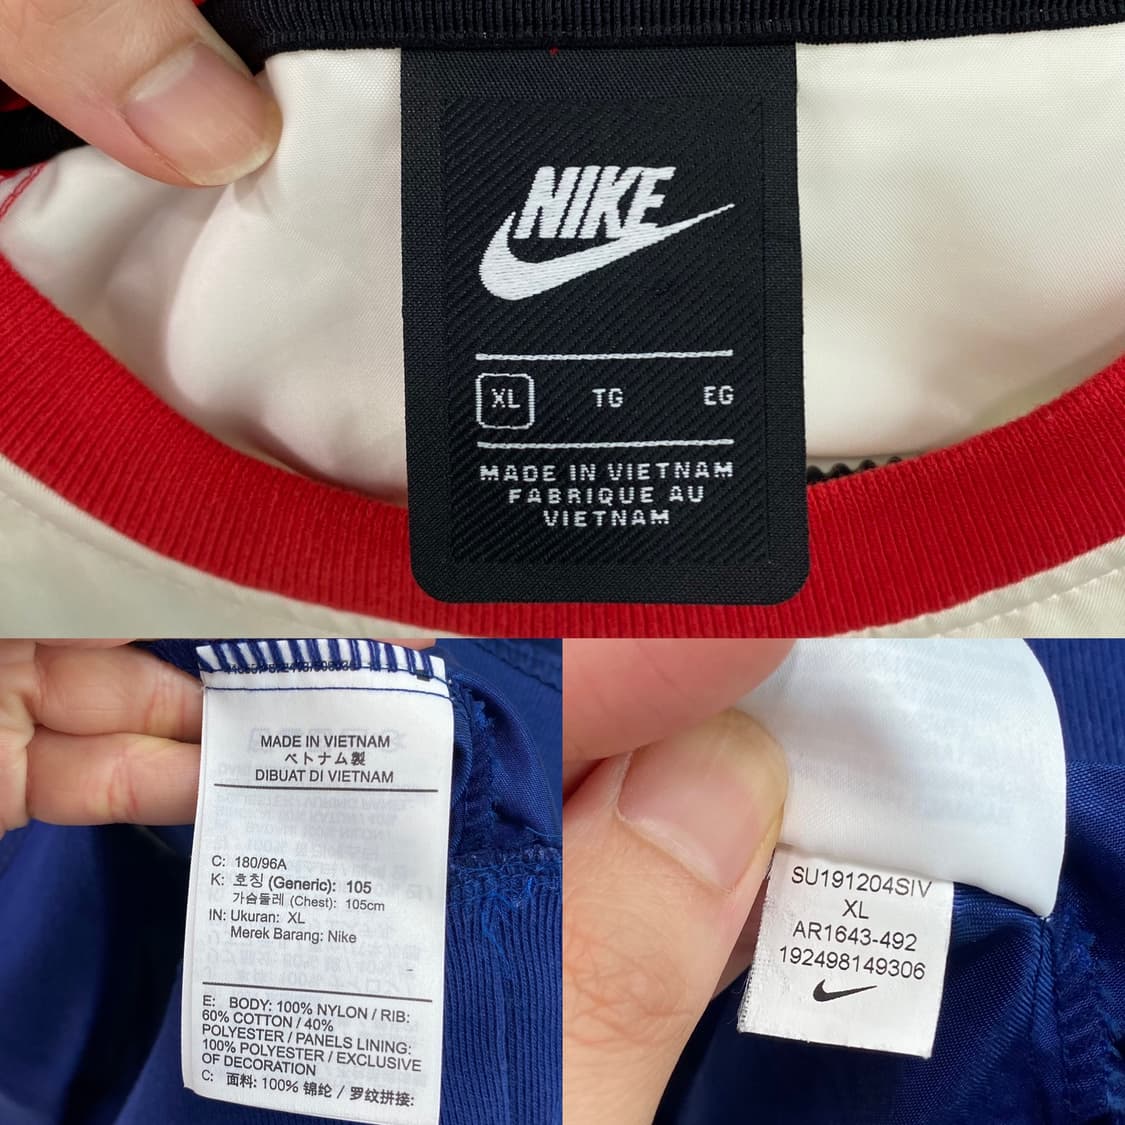 NIKE
XL TG EG
MADE IN VIETNAM
FABRIQUE AU
VIETNAM
MADE IN VIETNAM
ベトナム製
DIBUAT DI VIETNAM
C: 180/96A
K: 호칭 (Generic): 105
가슴둘레 (Chest): 105cm
IN: Ukuran: XL
Merek Barang: Nike
E: BODY: 100% NYLON / RIB:
60% COTTON / 40%
POLYESTER / PANELS LINING:
100% POLYESTER / EXCLUSIVE
OF DECORATION
C: 面料: 100% 锦纶 / 罗纹拼接:
SU191204SIV
XL
AR1643-492
192498149306